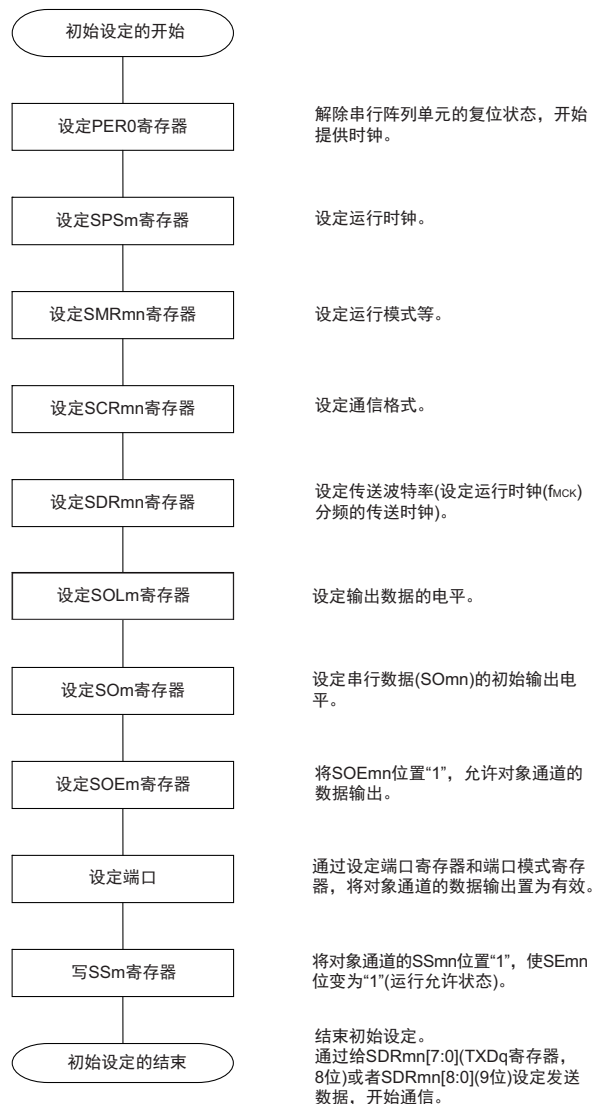 初始设定的开始
设定PER0寄存器
解除串行阵列单元的复位状态，开始
提供时钟。
设定SPSm寄存器
设定运行时钟。
设定SMRmn寄存器
设定运行模式等。
设定SCRmn寄存器
设定通信格式。
设定SDRmn寄存器
设定传送波特率(设定运行时钟(fMCK)
分频的传送时钟)。
设定SOLm寄存器
设定输出数据的电平。
设定SOm寄存器
设定串行数据(SOmn)的初始输出电
平。
设定SOEm寄存器
将SOEmn位置“1”，允许对象通道的
数据输出。
设定端口
通过设定端口寄存器和端口模式寄存
器，将对象通道的数据输出置为有效。
写SSm寄存器
将对象通道的SSmn位置“1”，使SEmn
位变为“1”(运行允许状态)。
初始设定的结束
结束初始设定。
通过给SDRmn[7:0](TXDq寄存器，
8位)或者SDRmn[8:0](9位)设定发送
数据，开始通信。